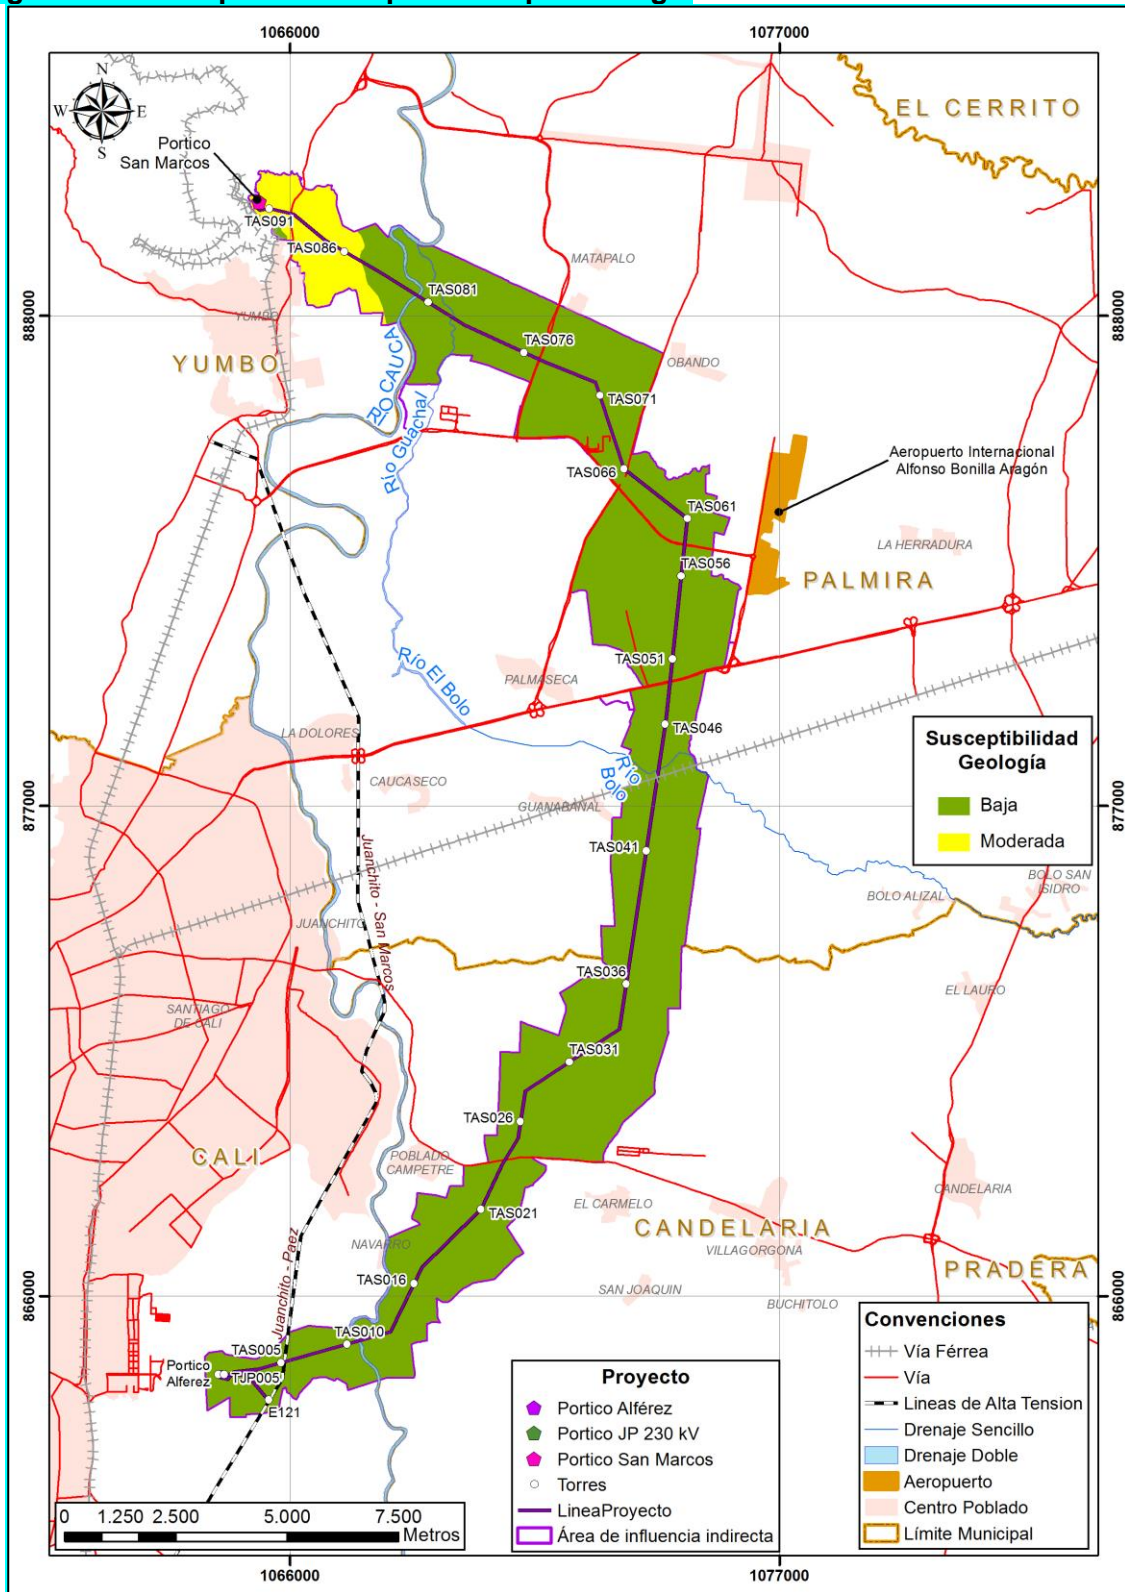 1066000
1077000
N
W
E
S
EL CERRITO
Portico
San Marcos
TAS091
TAS086
MATAPALO
TAS081
888000
888000
YUMBO
TAS076
YUMBO
RÍO CAUCA
OBANDO
TAS071
Río Guachal
Aeropuerto Internacional
Alfonso Bonilla Aragón
TAS066
TAS061
LA HERRADURA
TAS056
PALMIRA
TAS051
Río El Bolo
PALMASECA
TAS046
LA DOLORES
Susceptibilidad
Geología
Baja
Moderada
Río
Bolo
CAUCASECO
877000
877000
GUANABANAL
TAS041
Juanchito - San Marcos
BOLO SAN
ISIDRO
BOLO ALIZAL
JUANCHITO
TAS036
EL LAURO
SANTIAGO
DE CALI
TAS031
TAS026
CALI
POBLADO
CAMPETRE
CANDELARIA
EL CARMELO
TAS021
CANDELARIA
NAVARRO
VILLAGORGONA
Juanchito - Paez
TAS016
PRADERA
SAN JOAQUIN
BUCHITOLO
866000
866000
TAS010
TAS005
Portico
Alferez
TJP005
E121
Proyecto
Portico Alférez
Portico JP 230 kV
Portico San Marcos
Torres
LineaProyecto
Área de influencia indirecta
Convenciones
Vía Férrea
Vía
Lineas de Alta Tension
Drenaje Sencillo
Drenaje Doble
Aeropuerto
Centro Poblado
Límite Municipal
0 1.250 2.500 5.000 7.500
Metros
1066000
1077000